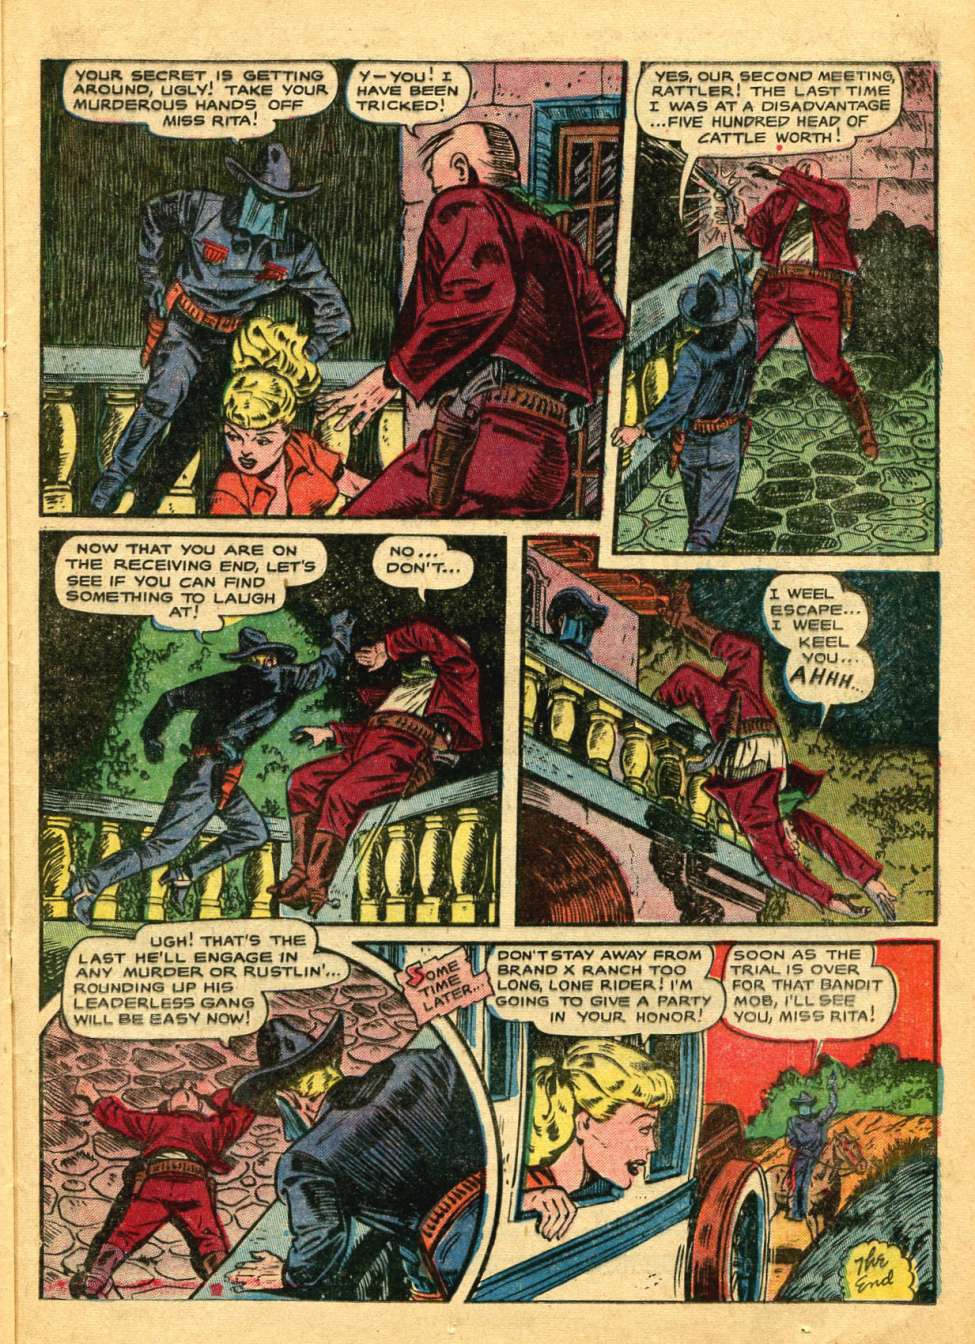 YOUR SECRET IS GETTING
AROUND, UGLY! TAKE YOUR
MURDEROUS HANDS OFF
MISS RITA!
Y-YOU! I
HAVE BEEN
TRICKED!
YES, OUR SECOND MEETING,
RATTLER! THE LAST TIME
I WAS AT A DISADVANTAGE
...FIVE HUNDRED HEAD OF
CATTLE WORTH!
NOW THAT YOU ARE ON
THE RECEIVING END, LET'S
SEE IF YOU CAN FIND
SOMETHING TO LAUGH
AT!
NO...
DON'T...
I WEEL
ESCAPE...
I WEEL
KEEL
YOU...
AHHH...
UGH! THAT'S THE
LAST HE'LL ENGAGE IN
ANY MURDER OR RUSTLIN'...
ROUNDING UP HIS
LEADERLESS GANG
WILL BE EASY NOW!
SOME
TIME
LATER...
DON'T STAY AWAY FROM
BRAND X RANCH TOO
LONG, LONE RIDER! I'M
GOING TO GIVE A PARTY
IN YOUR HONOR!
SOON AS THE
TRIAL IS OVER
FOR THAT BANDIT
MOB, I'LL SEE
YOU, MISS RITA!
The
End